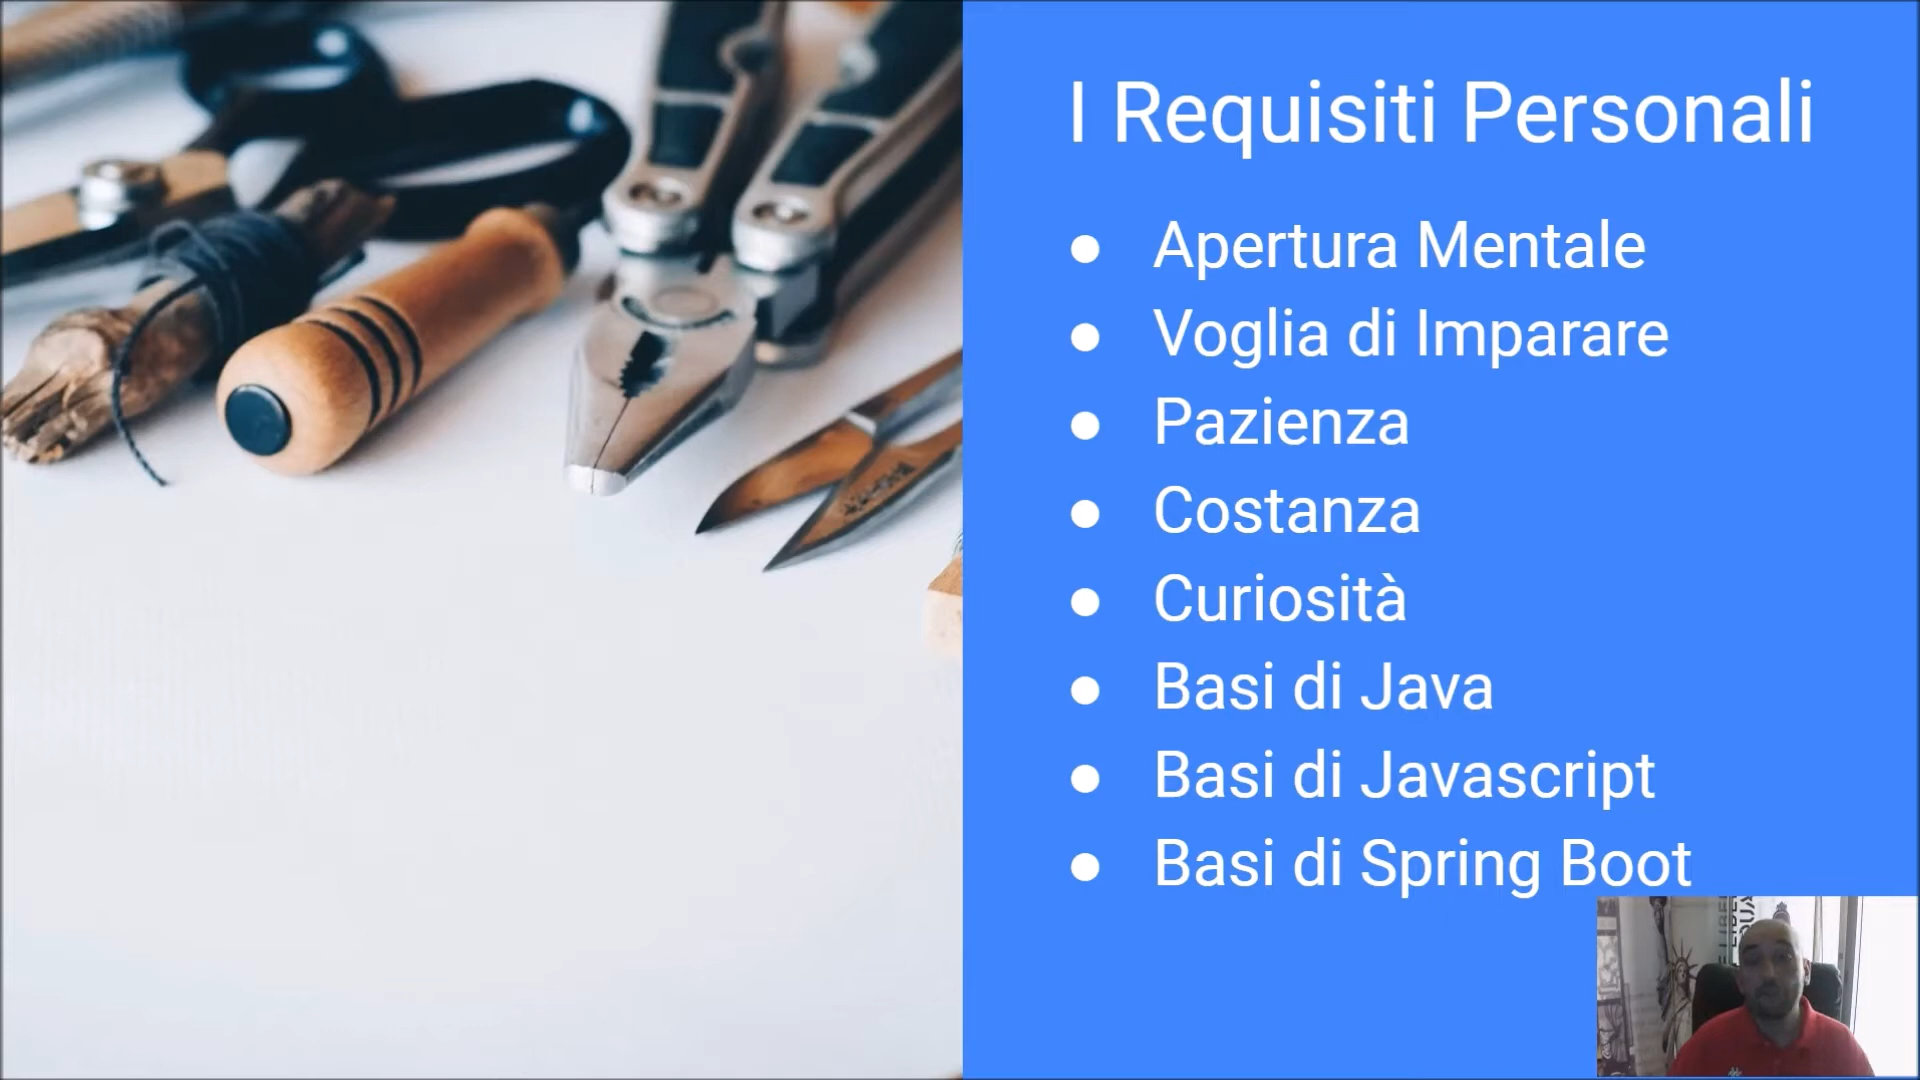 I Requisiti Personali
● Apertura Mentale
● Voglia di Imparare
● Pazienza
● Costanza
● Curiosità
● Basi di Java
● Basi di Javascript
● Basi di Spring Boot